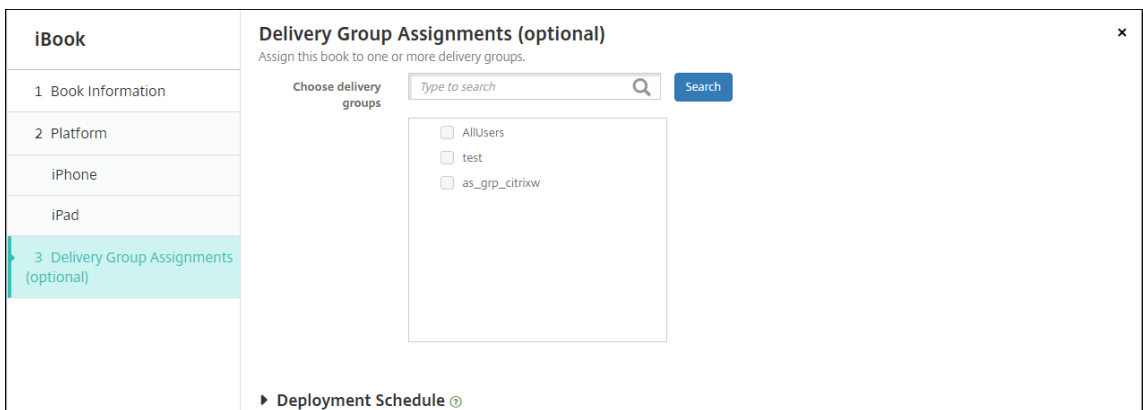 iBook
1 Book Information
2 Platform
iPhone
iPad
3 Delivery Group Assignments
(optional)
Delivery Group Assignments (optional)
×
Assign this book to one or more delivery groups.
Choose delivery
groups
Type to search
Search
AllUsers
test
as_grp_citrixw
Deployment Schedule ?